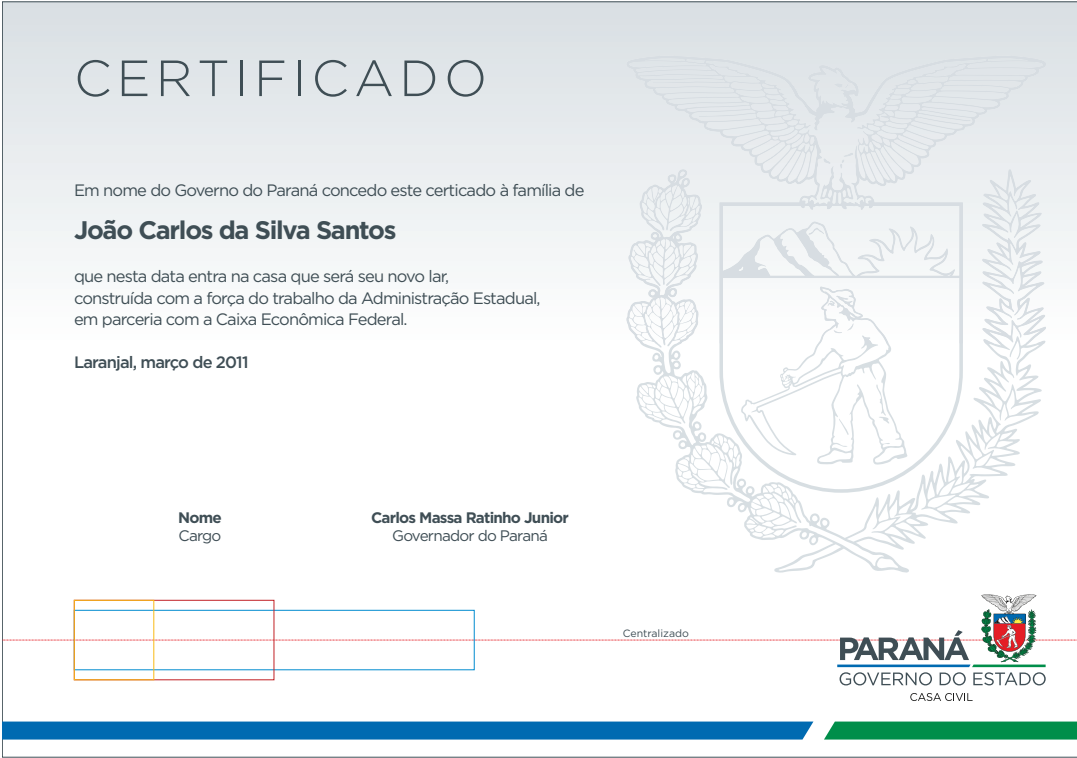 CERTIFICADO
Em nome do Governo do Paraná concedo este certicado à família de
João Carlos da Silva Santos
que nesta data entra na casa que será seu novo lar,
construída com a força do trabalho da Administração Estadual,
em parceria com a Caixa Econômica Federal.
Laranjal, março de 2011
Nome
Cargo
Carlos Massa Ratinho Junior
Governador do Paraná
Centralizado
PARANÁ
GOVERNO DO ESTADO
CASA CIVIL